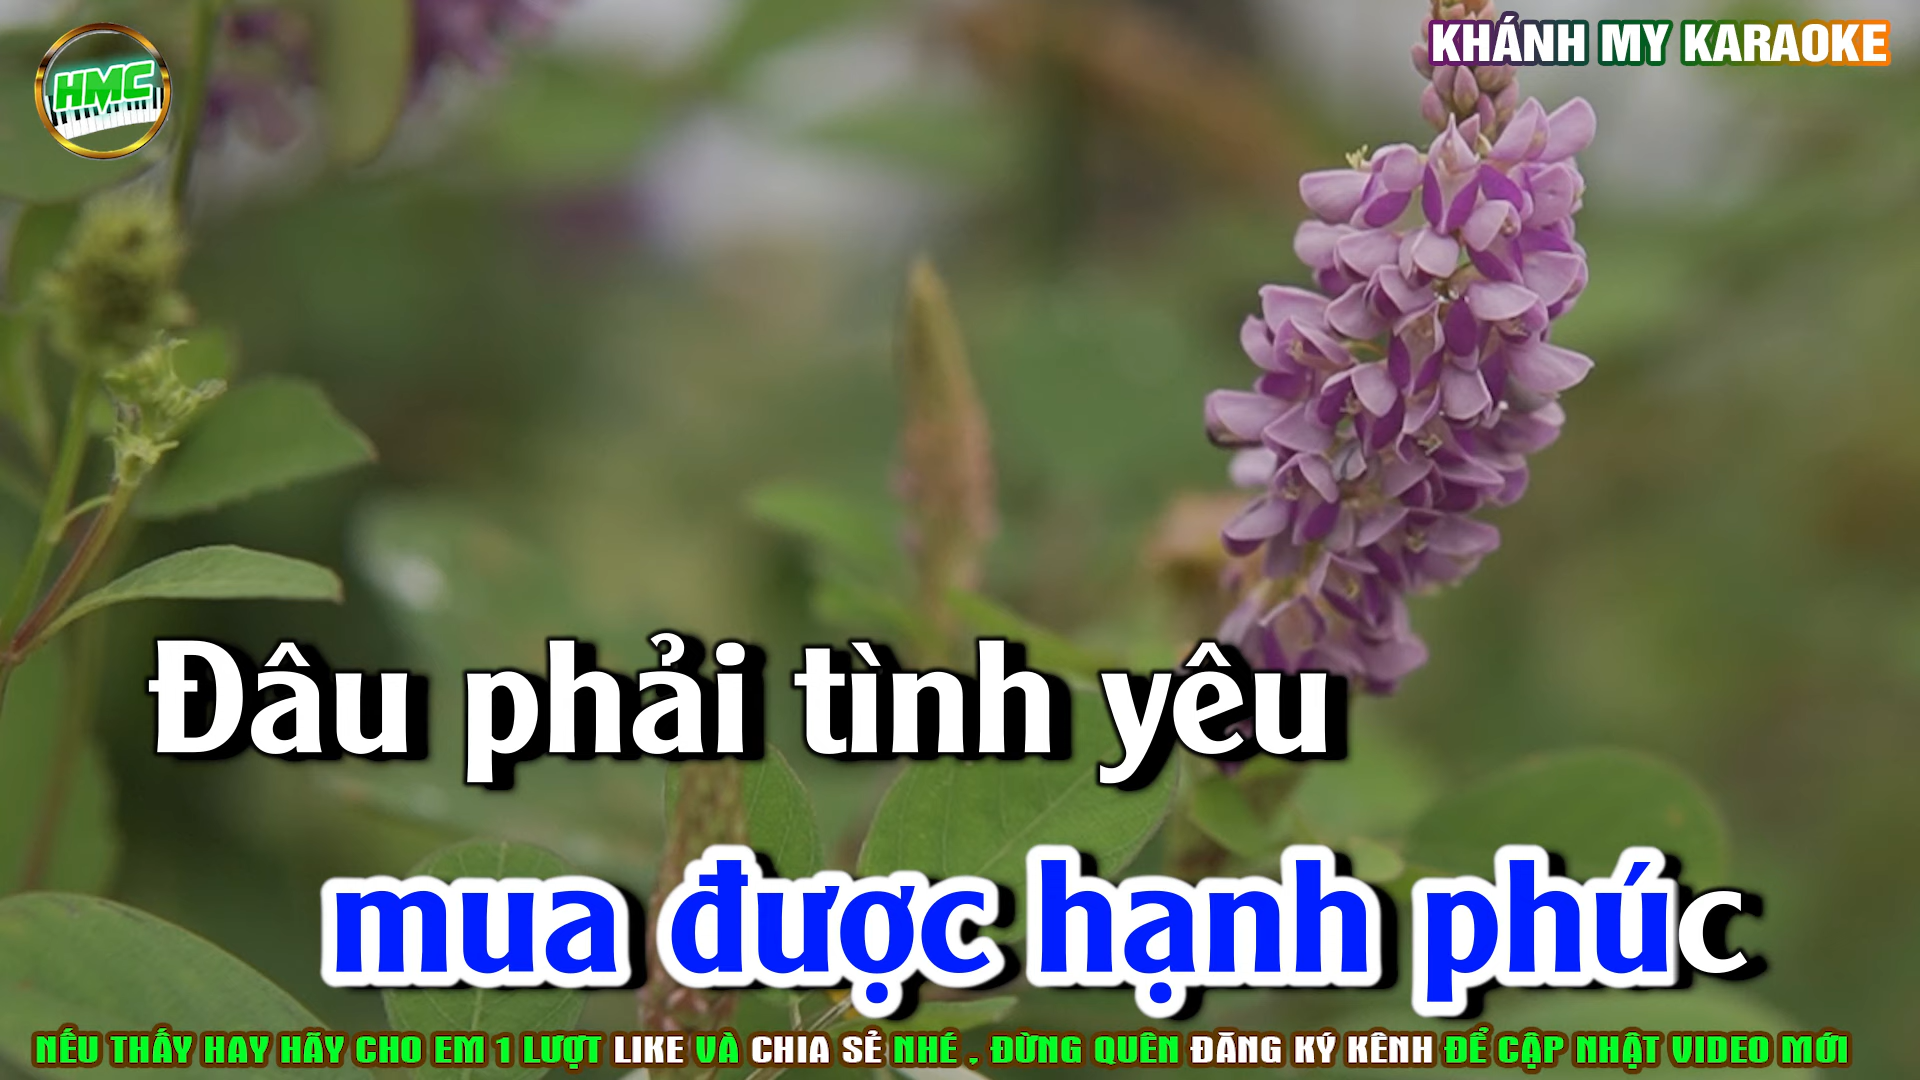 HMC
KHÁNH MY KARAOKE
Đâu phải tình yêu
mua được hạnh phúc
NẾU THẤY HAY HÃY CHO EM 1 LƯỢT LIKE VÀ CHIA SẺ NHÉ , ĐỪNG QUÊN ĐĂNG KÝ KÊNH ĐỂ CẬP NHẬT VIDEO MỚI